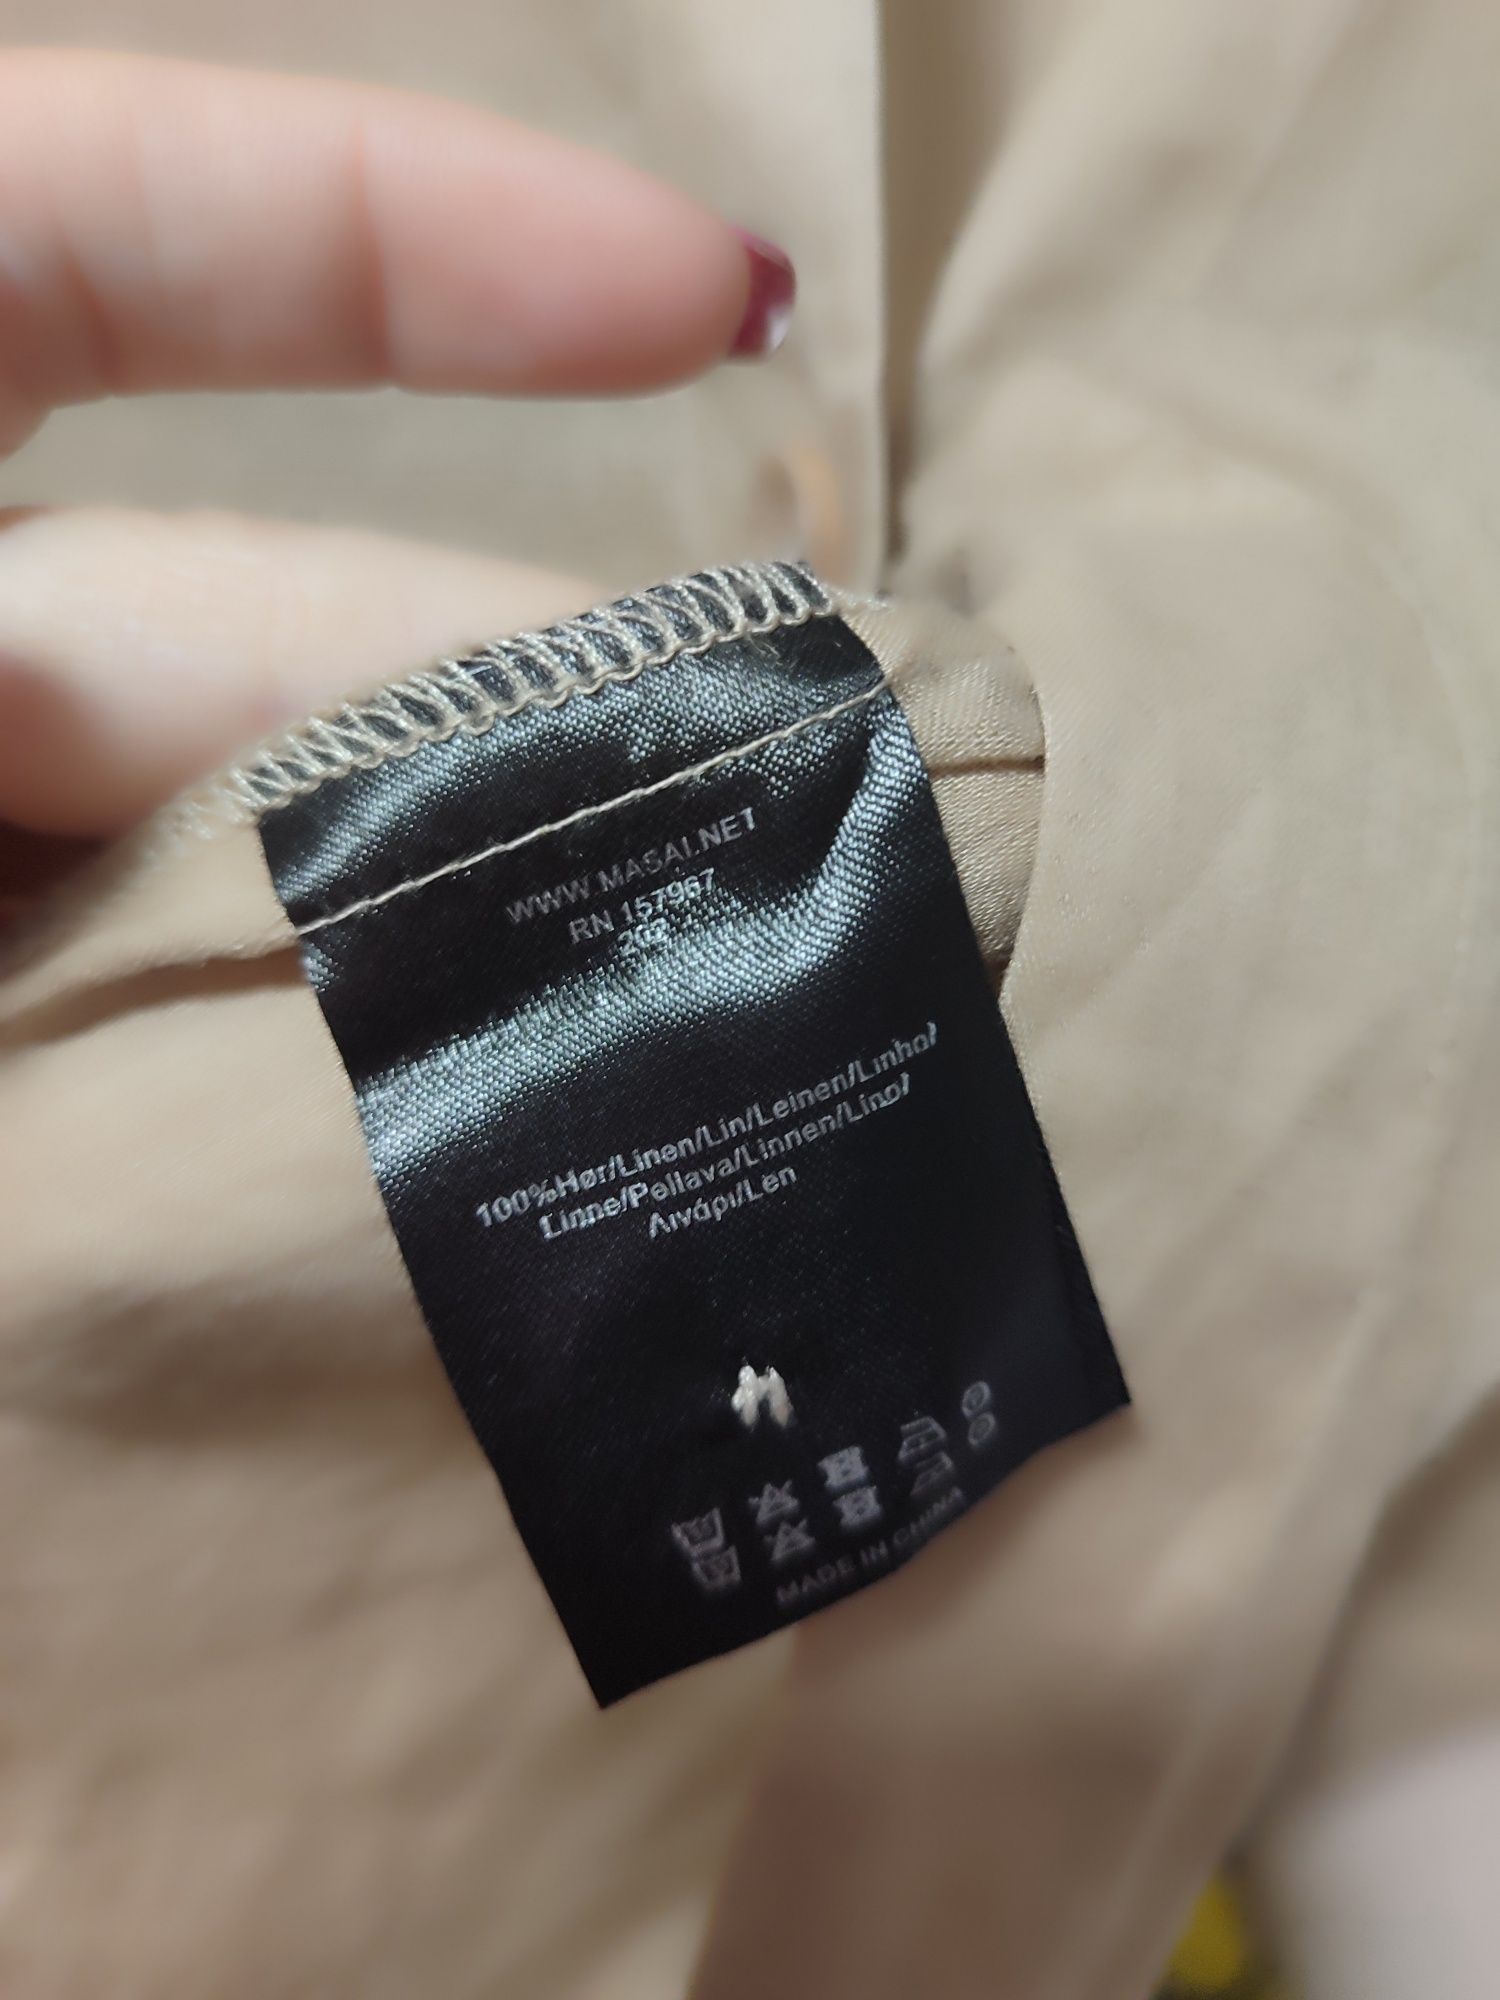 WWW.MASAI.NET
RN 157967
100%Hør/Linen/Lin/Leinen/Linho/
Linne/Pellava/Linnen/Lino/
Λινάρι/Len
MADE IN CHINA